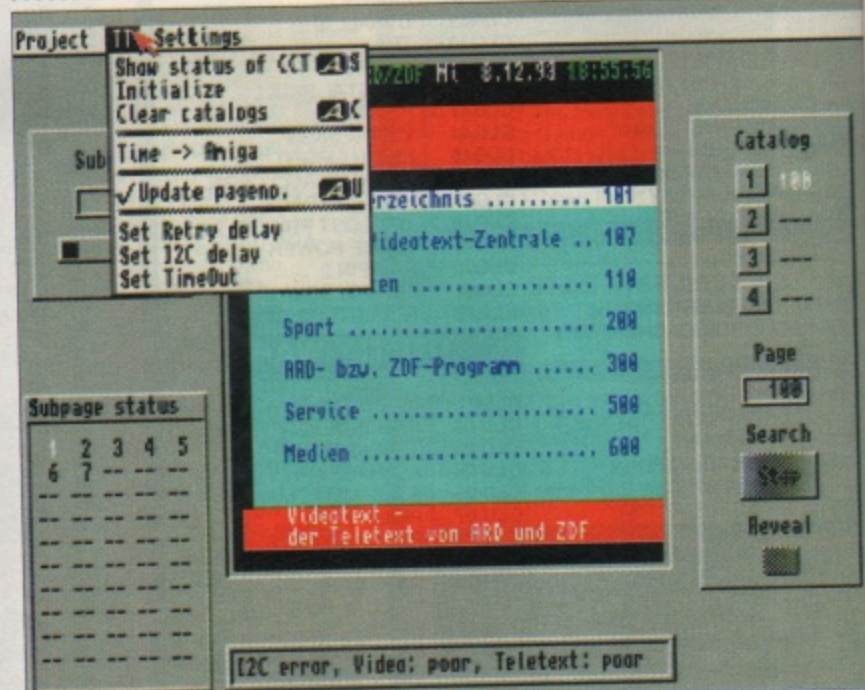 Project TT Settings
Show status of CCT A S
Initialize
Clear catalogs A C
Time -> Amiga
✓ Update pageno. A U
Set Retry delay
Set I2C delay
Set TimeOut
Sub
D/ZDF Mi 8.12.93 18:55:56
rzeichnis .......... 101
Videotext-Zentrale .. 107
en .............. 110
Sport ...................... 200
ARD- bzw. ZDF-Programm ...... 300
Service .................... 500
Medien ..................... 600
Videotext -
der Teletext von ARD und ZDF
Catalog
1 100
2 ---
3 ---
4 ---
Page
100
Search
Stop
Reveal
Subpage status
1 2 3 4 5
6 7 -- -- --
-- -- -- -- --
-- -- -- -- --
-- -- -- -- --
-- -- -- -- --
-- -- -- -- --
-- -- -- -- --
-- -- -- -- --
-- -- -- -- --
I2C error, Video: poor, Teletext: poor